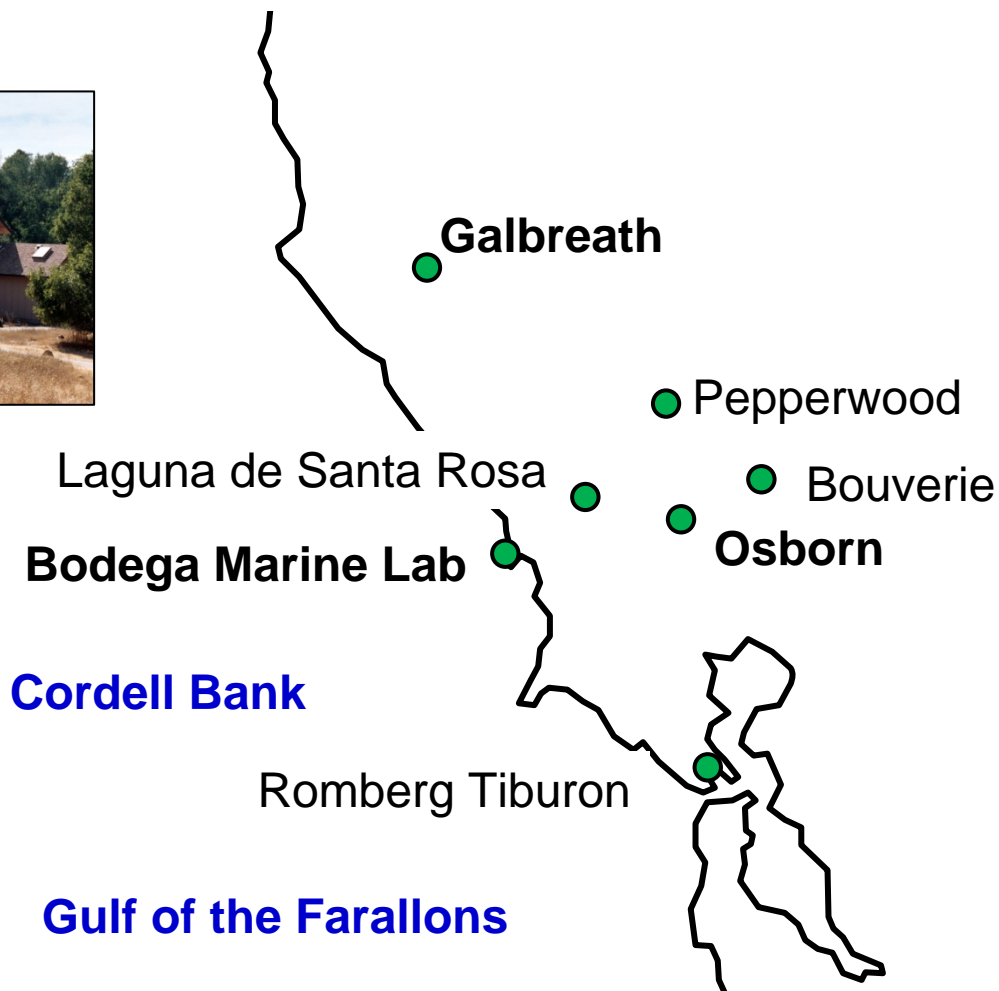 Galbreath
Pepperwood
Laguna de Santa Rosa
Bouverie
Osborn
Bodega Marine Lab
Cordell Bank
Romberg Tiburon
Gulf of the Farallons